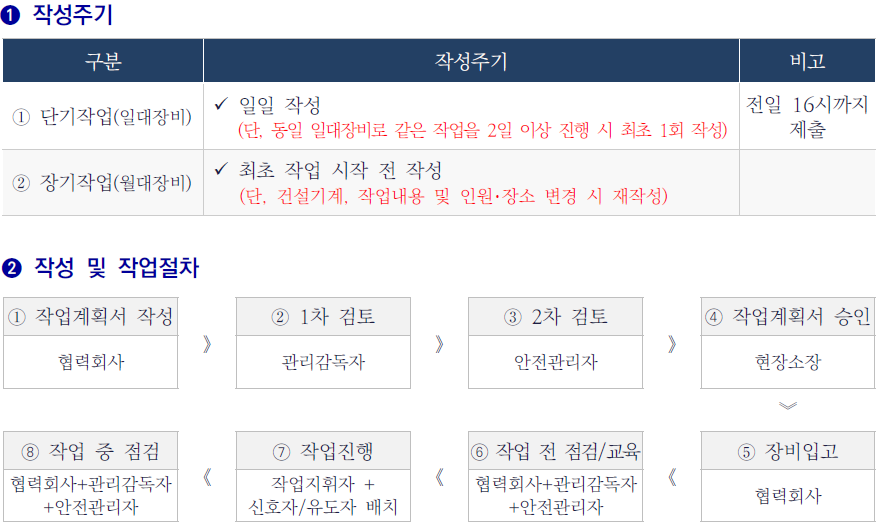 ❶ 작성주기
구분 작성주기 비고
① 단기작업(일대장비) ✓ 일일 작성 전일 16시까지
(단, 동일 일대장비로 같은 작업을 2일 이상 진행 시 최초 1회 작성) 제출
② 장기작업(월대장비) ✓ 최초 작업 시작 전 작성
(단, 건설기계, 작업내용 및 인원·장소 변경 시 재작성)
❷ 작성 및 작업절차
① 작업계획서 작성 》 ② 1차 검토 》 ③ 2차 검토 》 ④ 작업계획서 승인
협력회사 관리감독자 안전관리자 현장소장
︾
⑧ 작업 중 점검 《 ⑦ 작업진행 《 ⑥ 작업 전 점검/교육 《 ⑤ 장비입고
협력회사+관리감독자 작업지휘자 + 협력회사+관리감독자 협력회사
+안전관리자 신호자/유도자 배치 +안전관리자